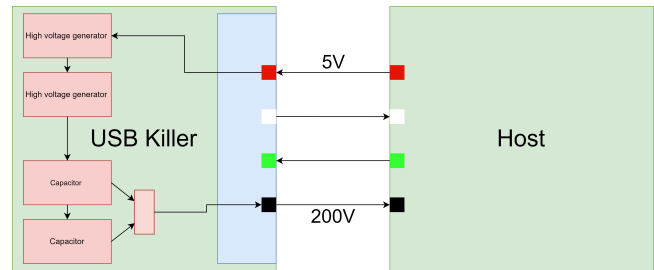 High voltage generator
5V
High voltage generator
USB Killer
Host
Capacitor
200V
Capacitor